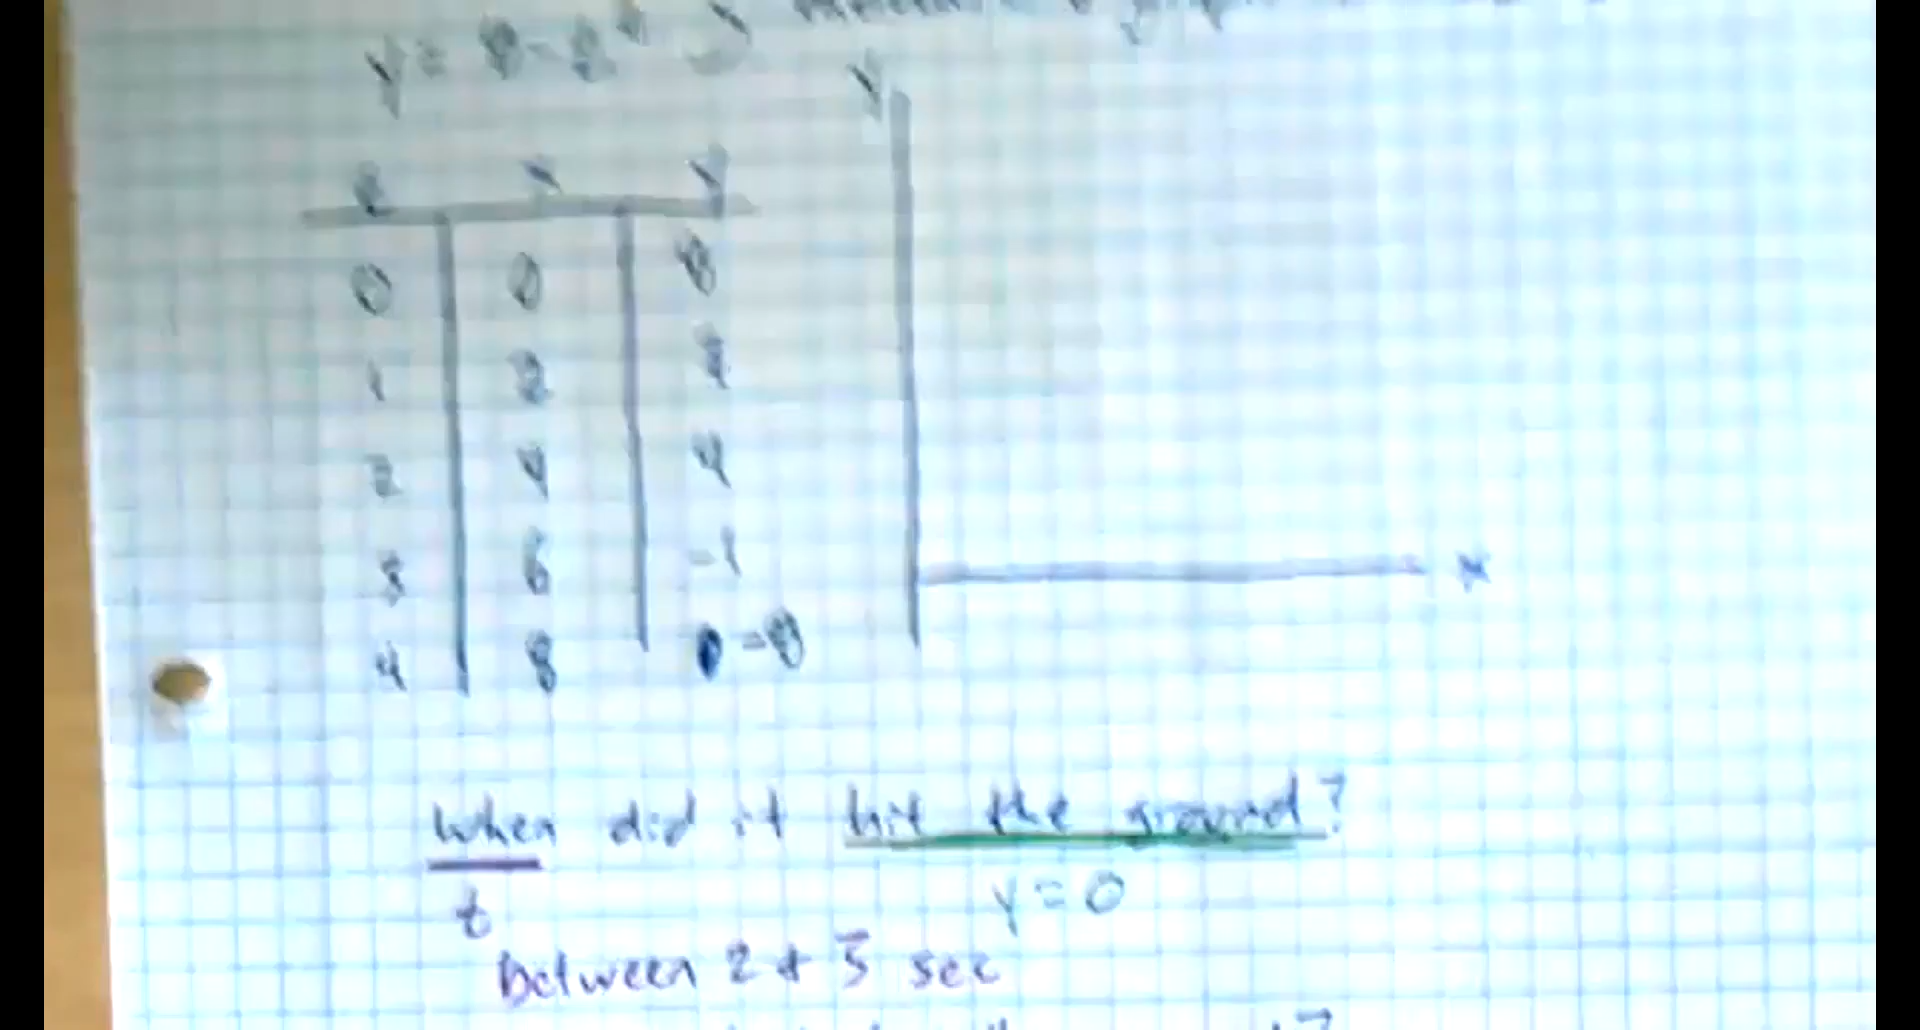 y = 8 - t²
t x y
0 0 8
1 2 7
2 4 4
3 6 -1
4 8 -8
y
x
When did it hit the ground?
t y = 0
between 2 & 3 sec